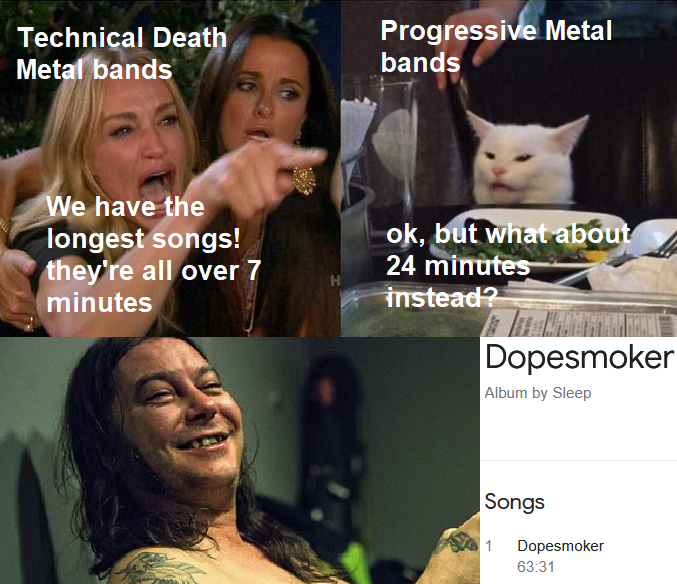 Technical Death
Metal bands
Progressive Metal
bands
We have the
longest songs!
they're all over 7
minutes
ok, but what about
24 minutes
instead?
Dopesmoker
Album by Sleep
Songs
1 Dopesmoker
63:31